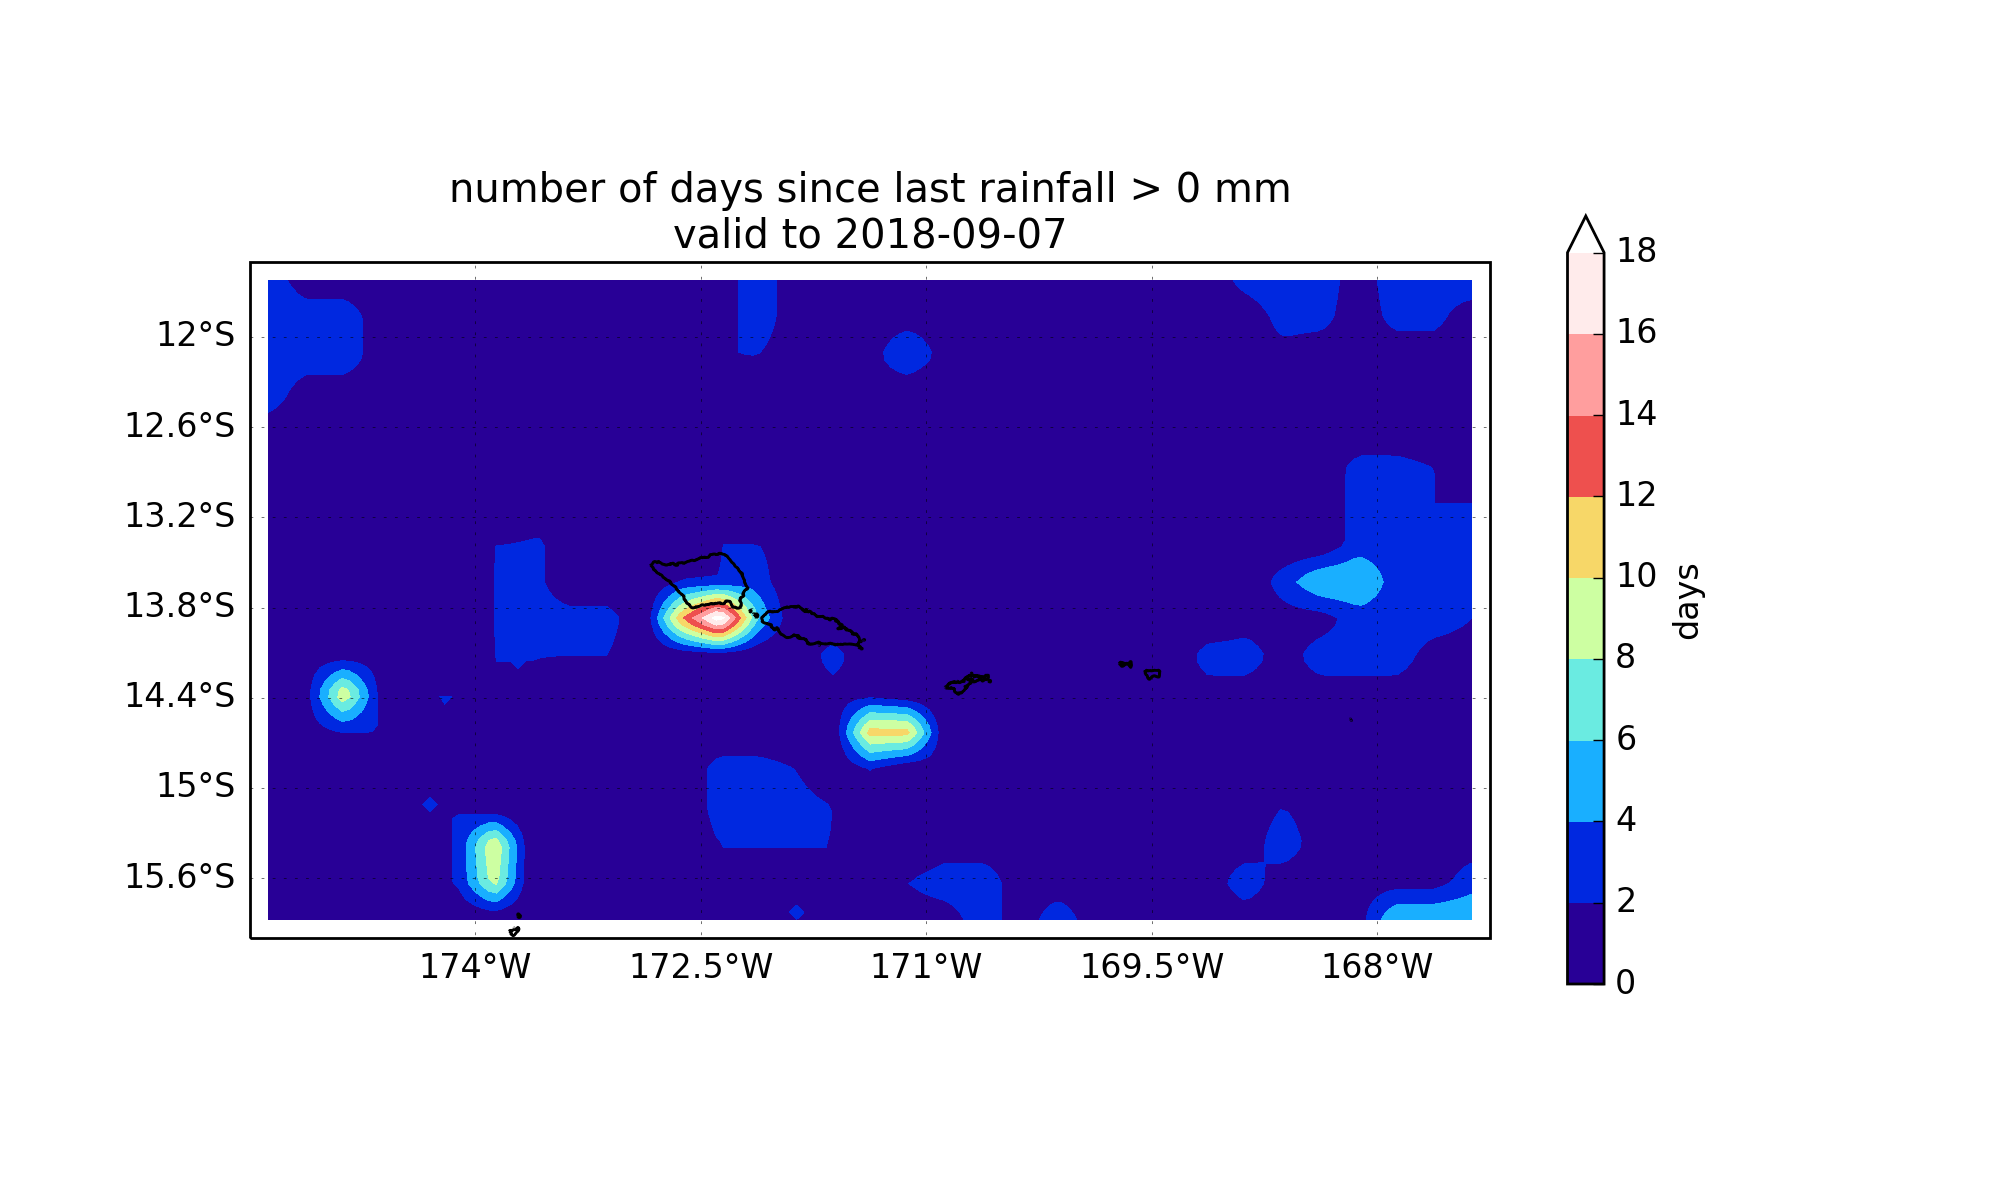 number of days since last rainfall > 0 mm
valid to 2018-09-07
12°S
12.6°S
13.2°S
13.8°S
14.4°S
15°S
15.6°S
174°W 172.5°W 171°W 169.5°W 168°W
18
16
14
12
10
8
6
4
2
0
days